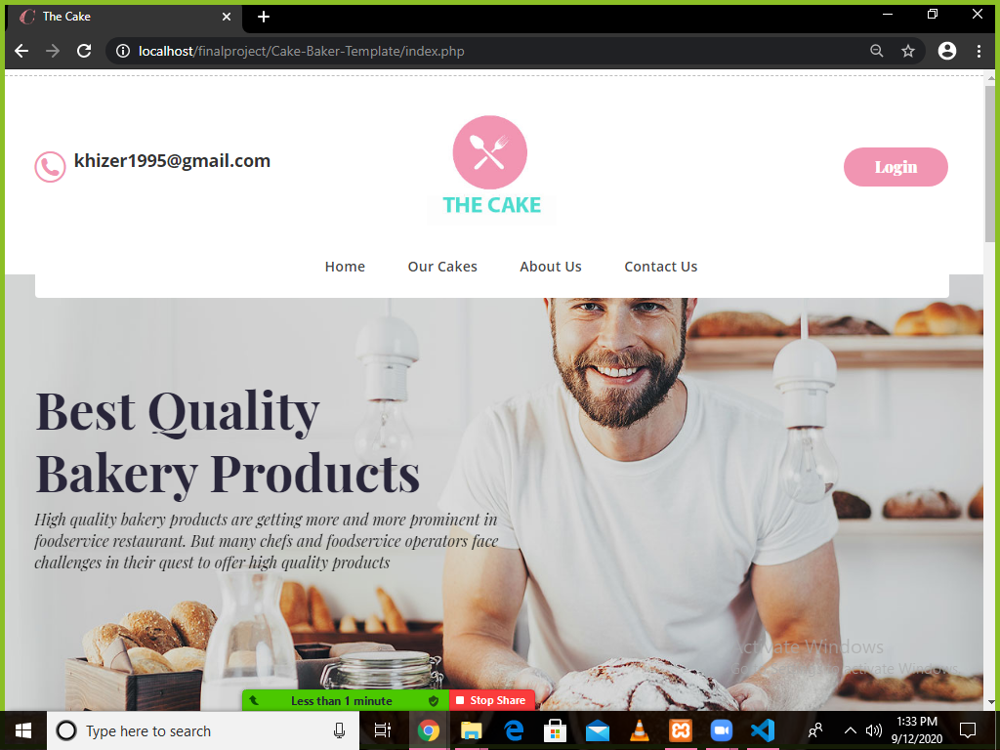 The Cake
localhost/finalproject/Cake-Baker-Template/index.php
khizer1995@gmail.com
THE CAKE
Login
Home
Our Cakes
About Us
Contact Us
Best Quality
Bakery Products
High quality bakery products are getting more and more prominent in
foodservice restaurant. But many chefs and foodservice operators face
challenges in their quest to offer high quality products
Activate Windows
activate Windows.
Less than 1 minute
Stop Share
Type here to search
1:33 PM
9/12/2020